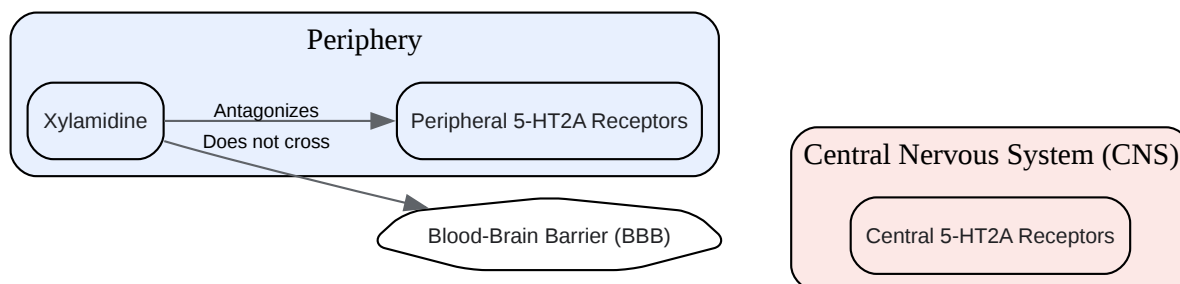 Periphery
Xylamidine
Antagonizes
Does not cross
Peripheral 5-HT2A Receptors
Blood-Brain Barrier (BBB)
Central Nervous System (CNS)
Central 5-HT2A Receptors